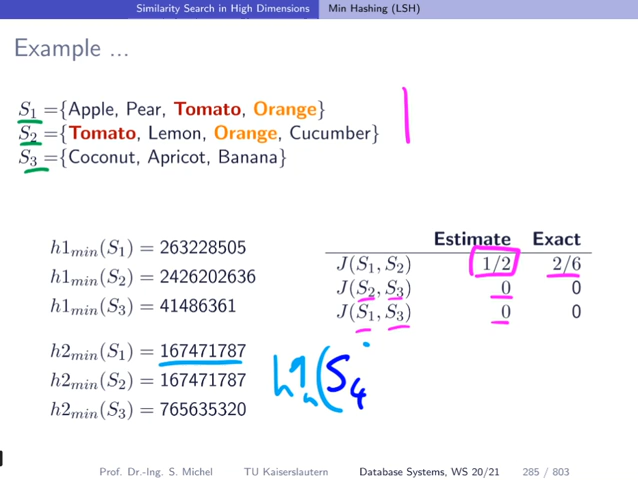 Similarity Search in High Dimensions Min Hashing (LSH)
Example ...
S1 ={Apple, Pear, Tomato, Orange}
S2 ={Tomato, Lemon, Orange, Cucumber}
S3 ={Coconut, Apricot, Banana}
h1min(S1) = 263228505
h1min(S2) = 2426202636
h1min(S3) = 41486361
h2min(S1) = 167471787
h2min(S2) = 167471787
h2min(S3) = 765635320
Estimate Exact
J(S1, S2) 1/2 2/6
J(S2, S3) 0 0
J(S1, S3) 0 0
(S4
Prof. Dr.-Ing. S. Michel TU Kaiserslautern Database Systems, WS 20/21 285 / 803